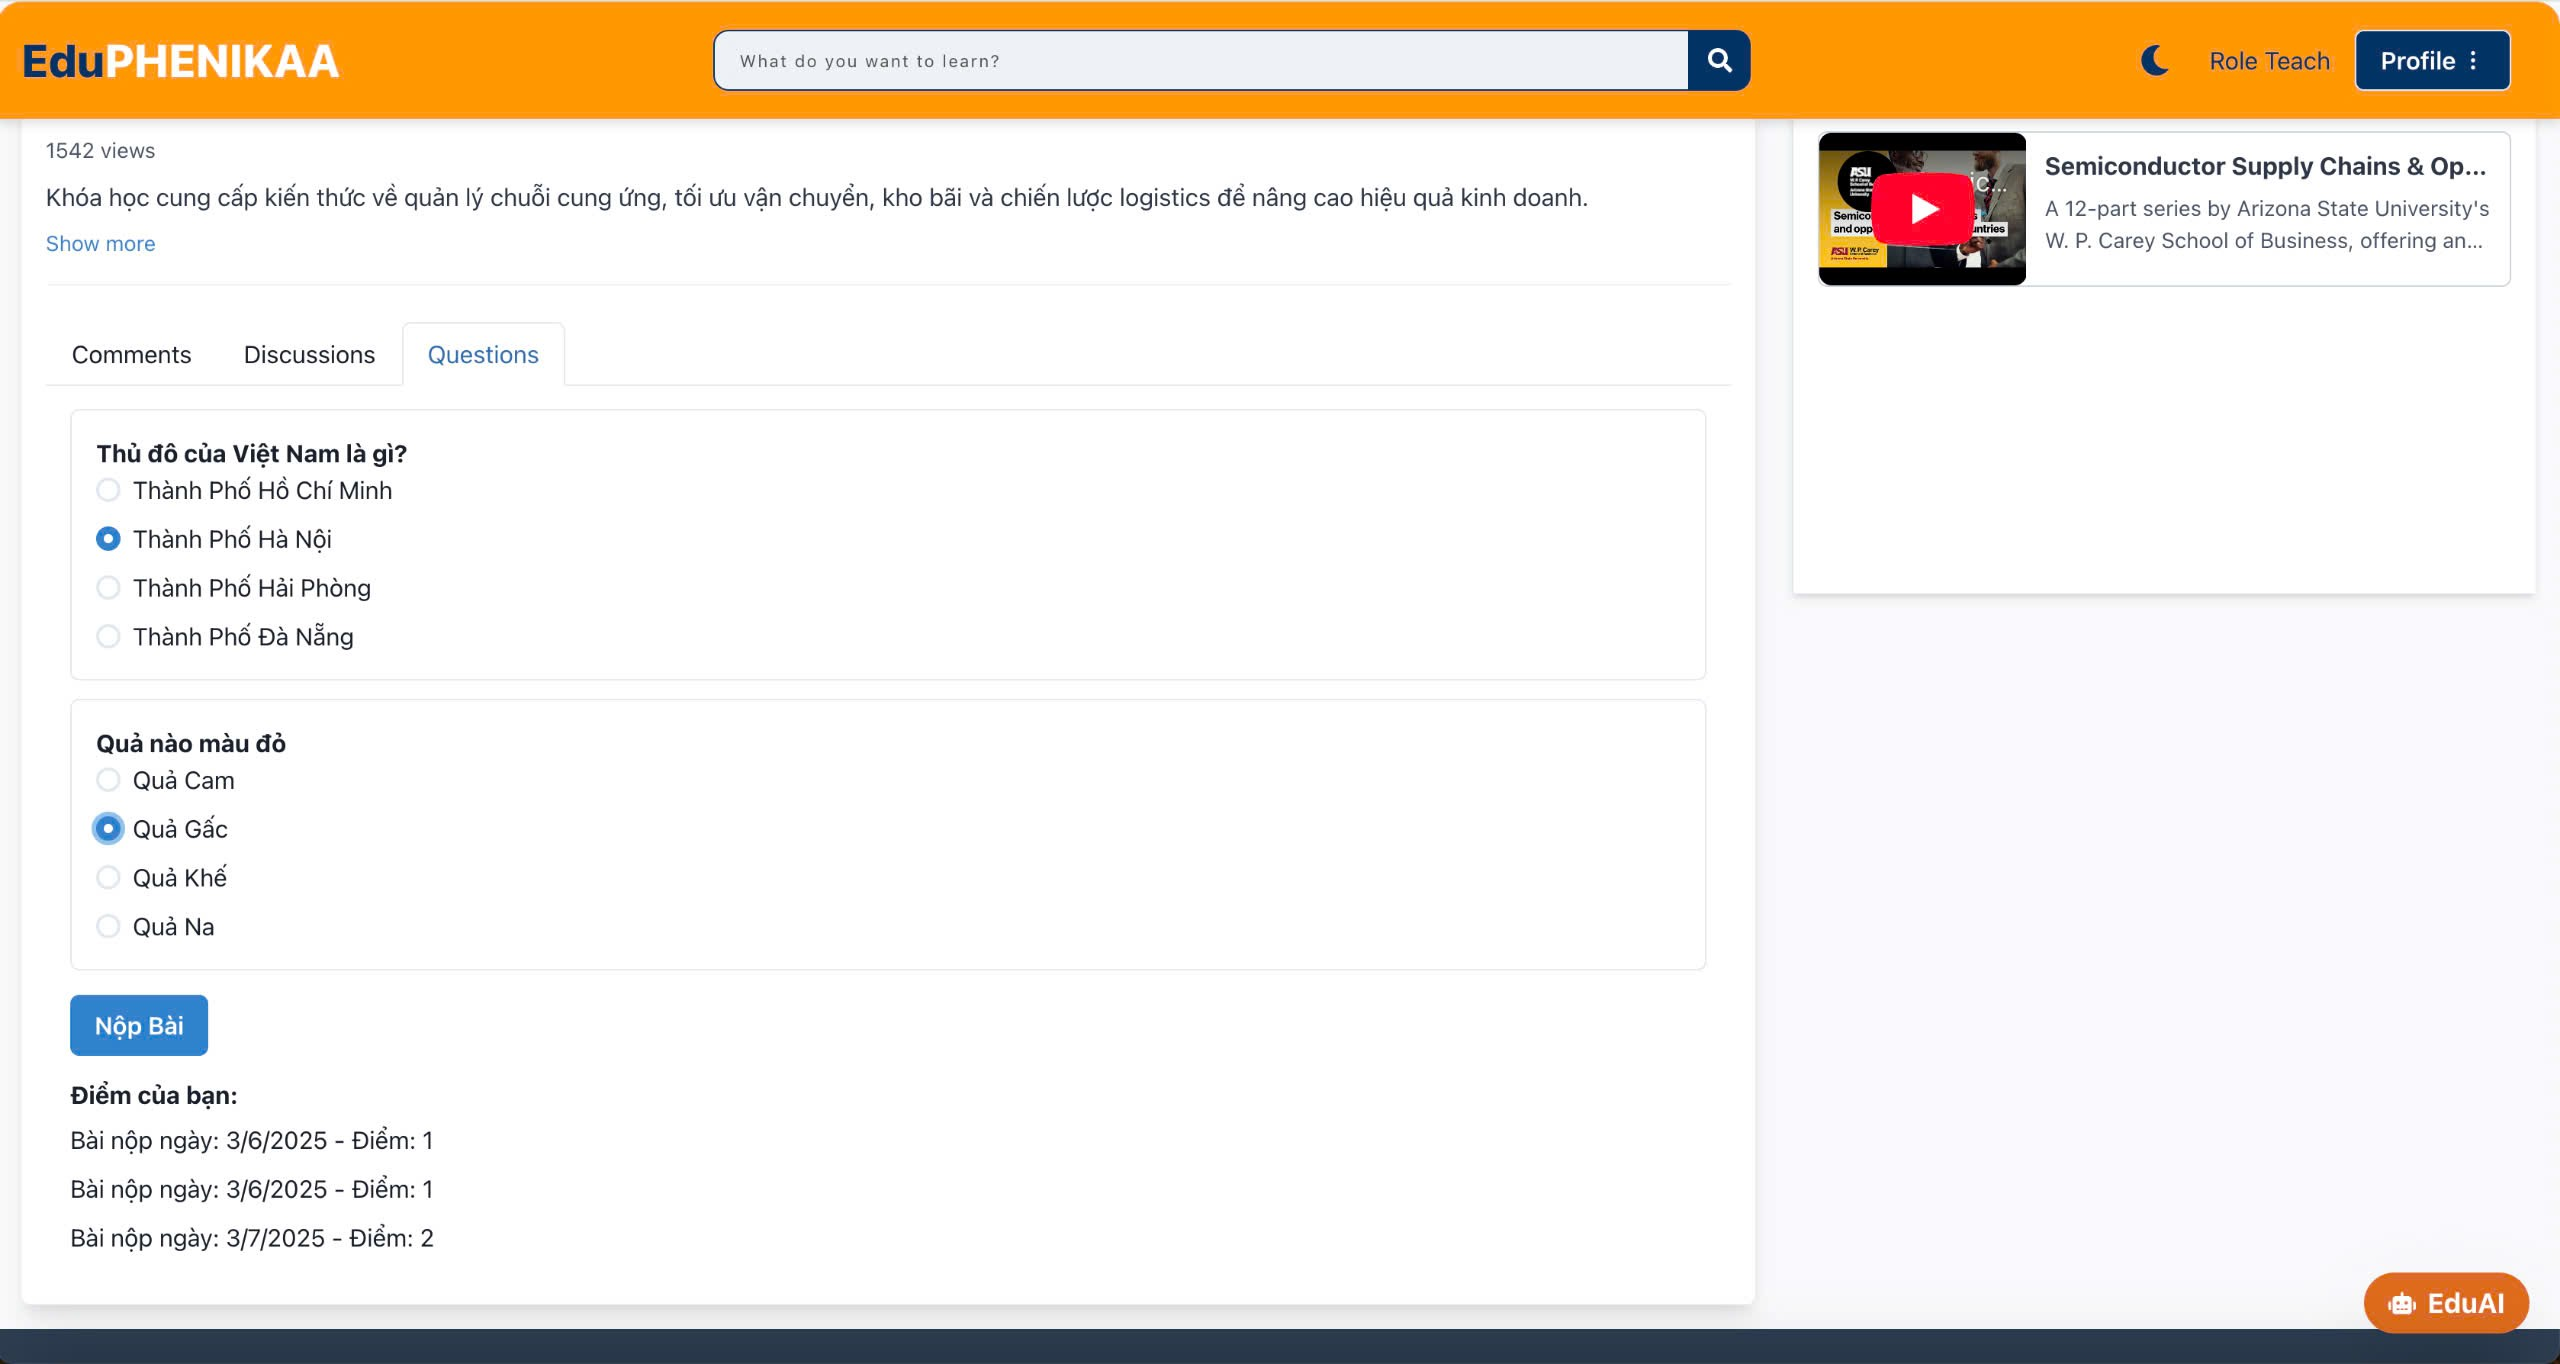 EduPHENIKAA
What do you want to learn?
Role Teach
Profile
1542 views
Khóa học cung cấp kiến thức về quản lý chuỗi cung ứng, tối ưu vận chuyển, kho bãi và chiến lược logistics để nâng cao hiệu quả kinh doanh.
Show more
Comments
Discussions
Questions
Thủ đô của Việt Nam là gì?
Thành Phố Hồ Chí Minh
Thành Phố Hà Nội
Thành Phố Hải Phòng
Thành Phố Đà Nẵng
Quả nào màu đỏ
Quả Cam
Quả Gấc
Quả Khế
Quả Na
Nộp Bài
Điểm của bạn:
Bài nộp ngày: 3/6/2025 - Điểm: 1
Bài nộp ngày: 3/6/2025 - Điểm: 1
Bài nộp ngày: 3/7/2025 - Điểm: 2
ASU
Semiconductor Supply Chains & Op...
A 12-part series by Arizona State University's
W. P. Carey School of Business, offering an...
EduAI